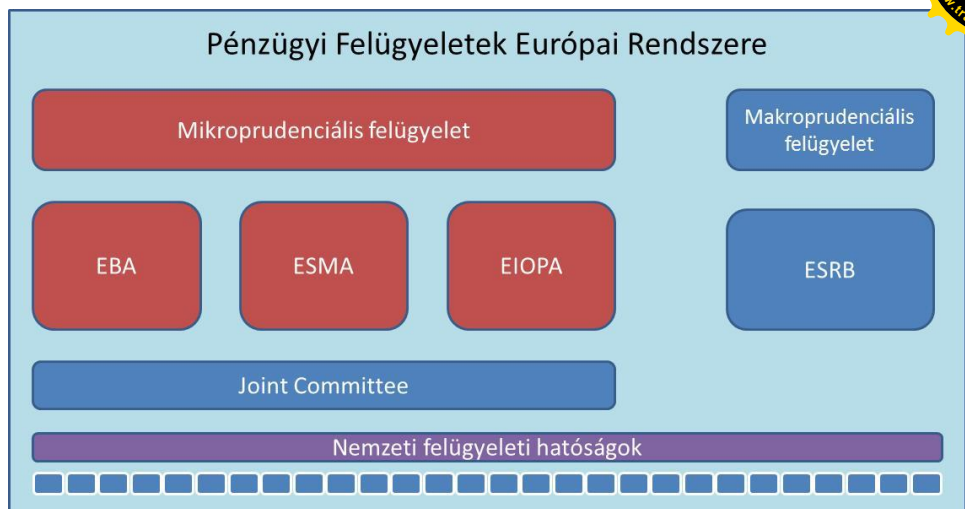 Pénzügyi Felügyeletek Európai Rendszere
Mikroprudenciális felügyelet
Makroprudenciális
felügyelet
EBA
ESMA
EIOPA
ESRB
Joint Committee
Nemzeti felügyeleti hatóságok